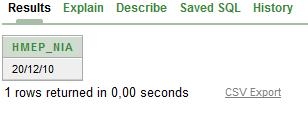 Results Explain Describe Saved SQL History
HMEP_NIA
20/12/10
1 rows returned in 0,00 seconds CSV Export